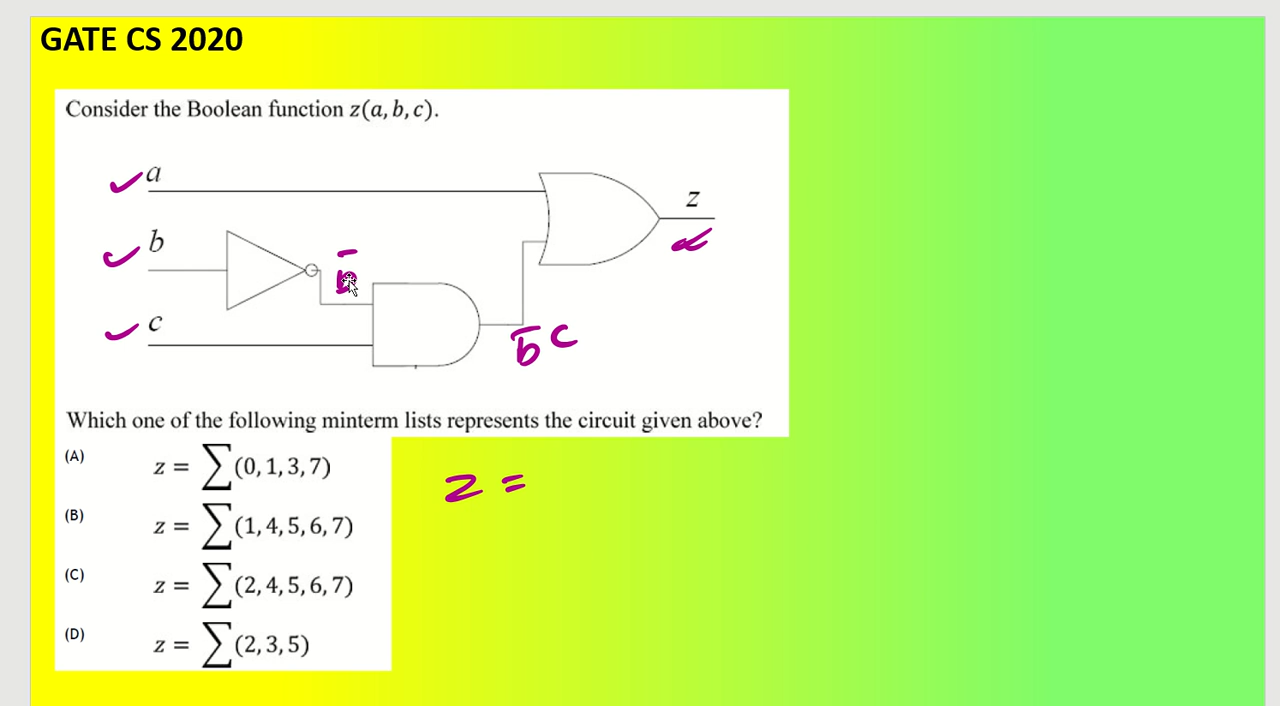 GATE CS 2020
Consider the Boolean function z(a, b, c).
a
z
b
b̄
c
b̄ c
Which one of the following minterm lists represents the circuit given above?
(A) z = ∑(0, 1, 3, 7)
z =
(B) z = ∑(1, 4, 5, 6, 7)
(C) z = ∑(2, 4, 5, 6, 7)
(D) z = ∑(2, 3, 5)